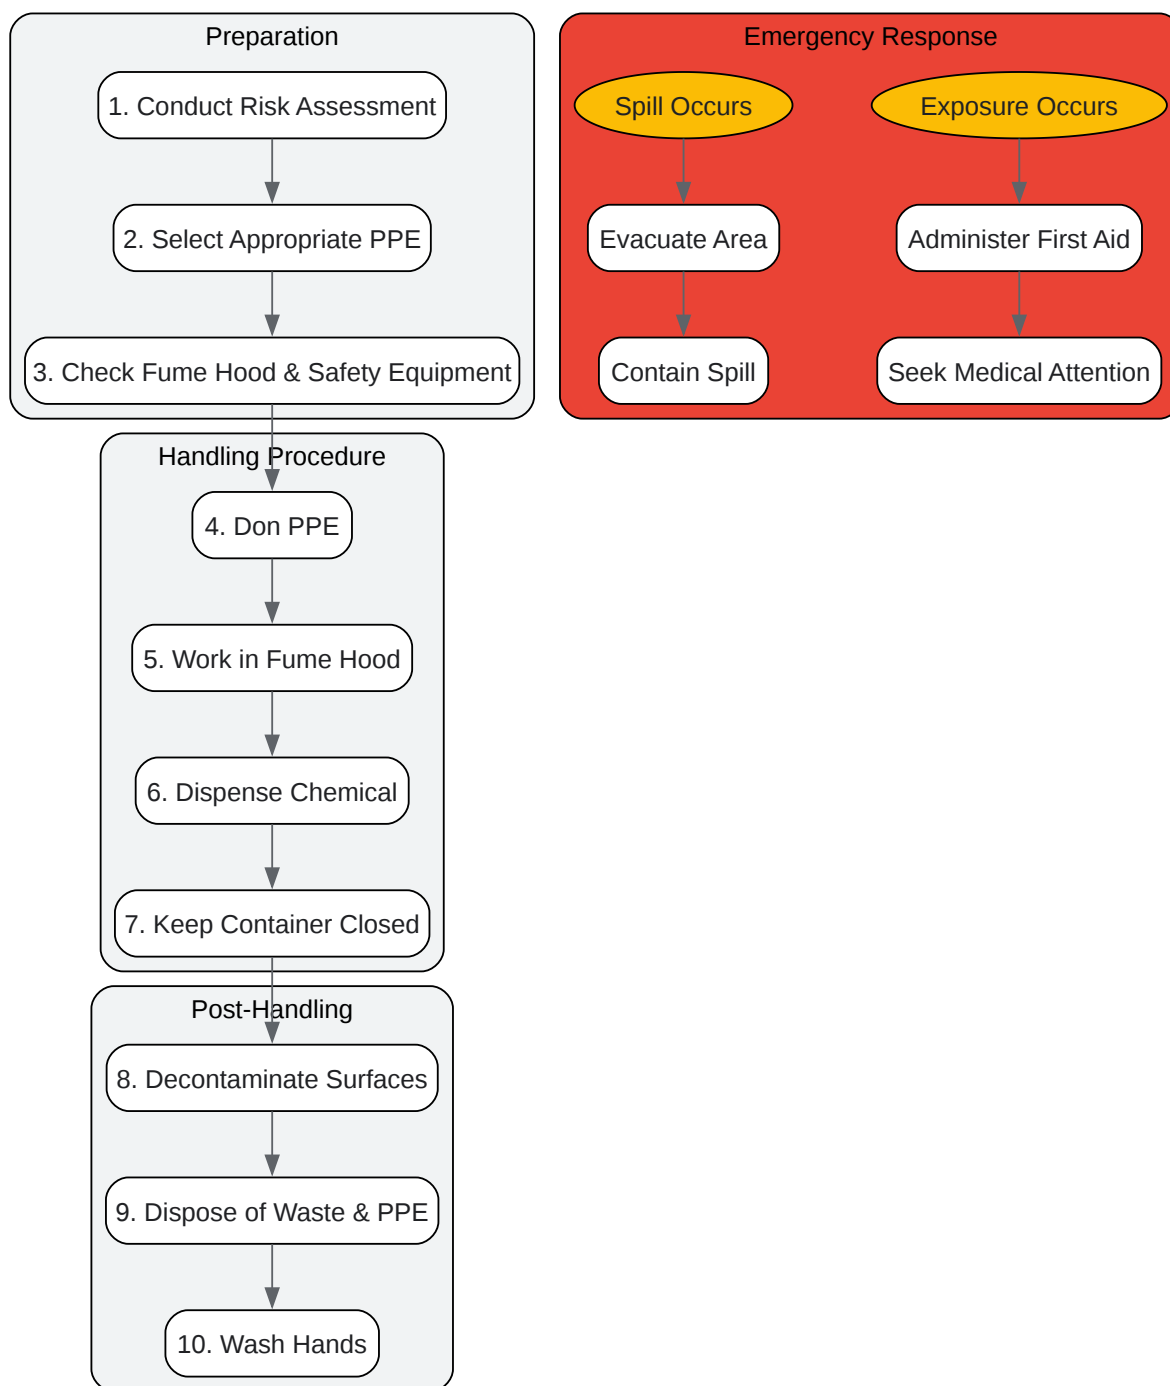 Preparation
1. Conduct Risk Assessment
2. Select Appropriate PPE
3. Check Fume Hood & Safety Equipment
Handling Procedure
4. Don PPE
5. Work in Fume Hood
6. Dispense Chemical
7. Keep Container Closed
Post-Handling
8. Decontaminate Surfaces
9. Dispose of Waste & PPE
10. Wash Hands
Emergency Response
Spill Occurs
Evacuate Area
Contain Spill
Exposure Occurs
Administer First Aid
Seek Medical Attention